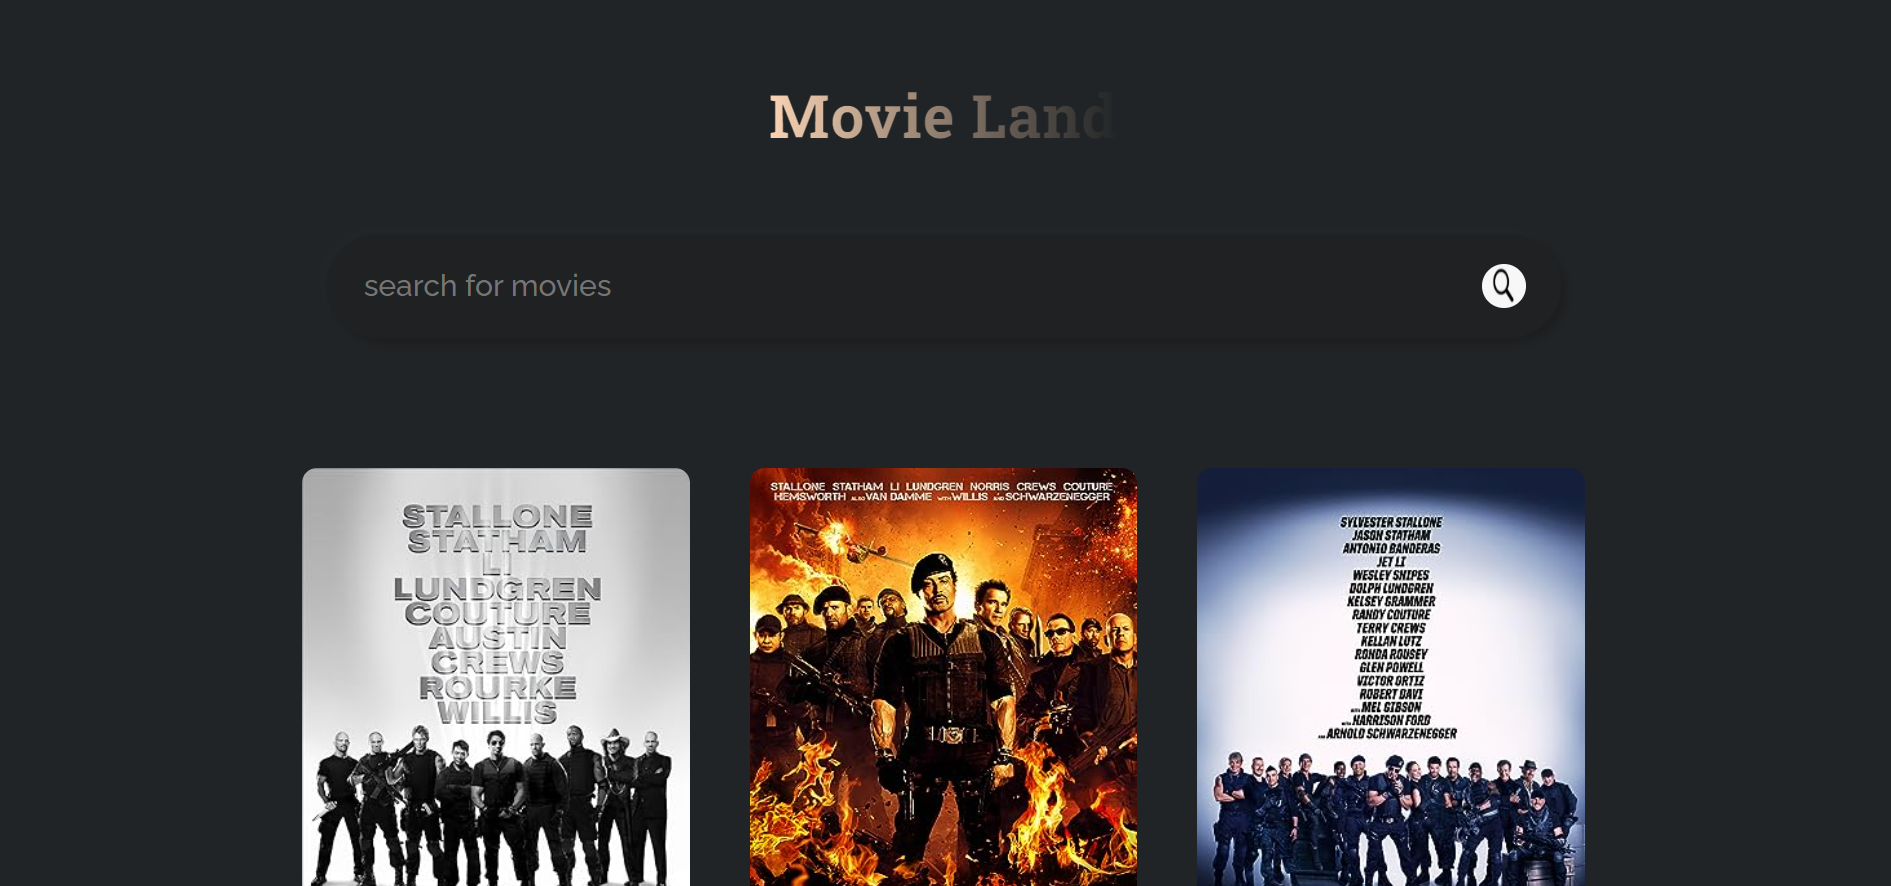 Movie Land
search for movies
STALLONE
STATHAM
LI
LUNDGREN
COUTURE
AUSTIN
CREWS
ROURKE
WILLIS
STALLONE STATHAM LI LUNDGREN NORRIS CREWS COUTURE
HEMSWORTH ALSO VAN DAMME WITH WILLIS AND SCHWARZENEGGER
SYLVESTER STALLONE
JASON STATHAM
ANTONIO BANDERAS
JET LI
WESLEY SNIPES
DOLPH LUNDGREN
KELSEY GRAMMER
RANDY COUTURE
TERRY CREWS
KELLAN LUTZ
RONDA ROUSEY
GLEN POWELL
VICTOR ORTIZ
ROBERT DAVI
WITH MEL GIBSON
WITH HARRISON FORD
AND ARNOLD SCHWARZENEGGER